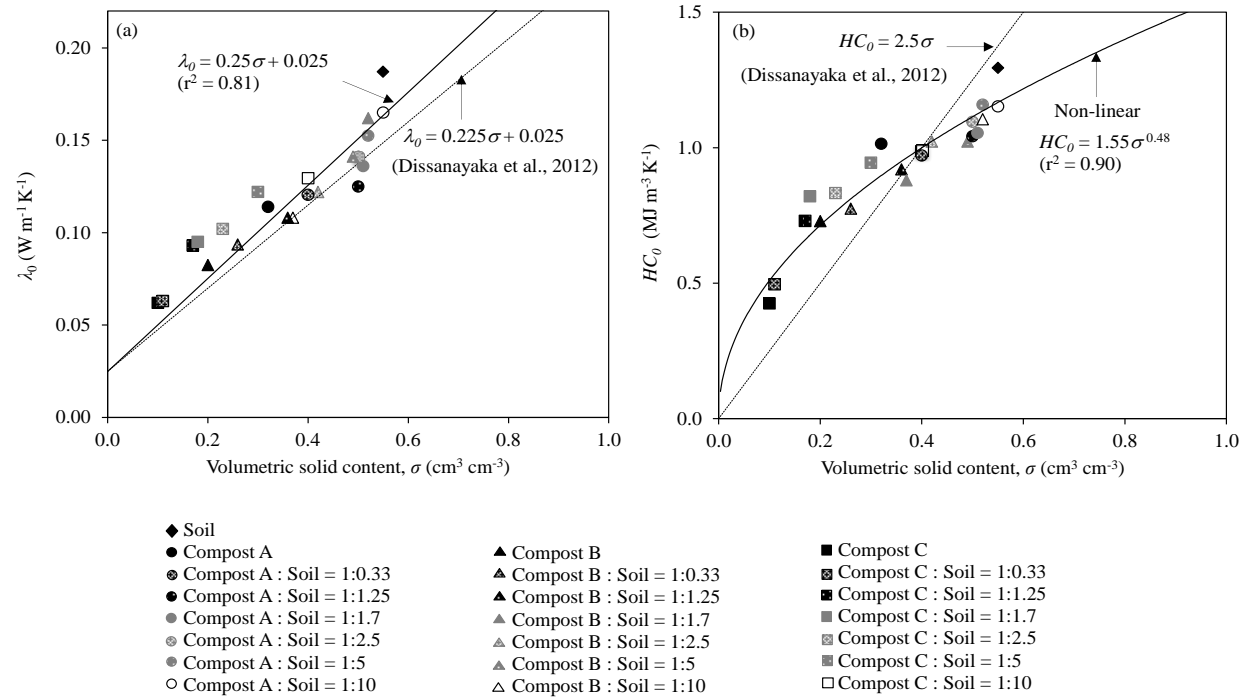 (a)
λ₀ = 0.25σ + 0.025
(r² = 0.81)
λ₀ = 0.225σ + 0.025
(Dissanayaka et al., 2012)
0.20
0.15
0.10
0.05
0.00
λ₀ (W m⁻¹ K⁻¹)
0.0 0.2 0.4 0.6 0.8 1.0
Volumetric solid content, σ (cm³ cm⁻³)
(b)
HC₀ = 2.5σ
(Dissanayaka et al., 2012)
Non-linear
HC₀ = 1.55σ⁰·⁴⁸
(r² = 0.90)
1.5
1.0
0.5
0.0
HC₀ (MJ m⁻³ K⁻¹)
0.0 0.2 0.4 0.6 0.8 1.0
Volumetric solid content, σ (cm³ cm⁻³)
Soil
Compost A
Compost A : Soil = 1:0.33
Compost A : Soil = 1:1.25
Compost A : Soil = 1:1.7
Compost A : Soil = 1:2.5
Compost A : Soil = 1:5
Compost A : Soil = 1:10
Compost B
Compost B : Soil = 1:0.33
Compost B : Soil = 1:1.25
Compost B : Soil = 1:1.7
Compost B : Soil = 1:2.5
Compost B : Soil = 1:5
Compost B : Soil = 1:10
Compost C
Compost C : Soil = 1:0.33
Compost C : Soil = 1:1.25
Compost C : Soil = 1:1.7
Compost C : Soil = 1:2.5
Compost C : Soil = 1:5
Compost C : Soil = 1:10